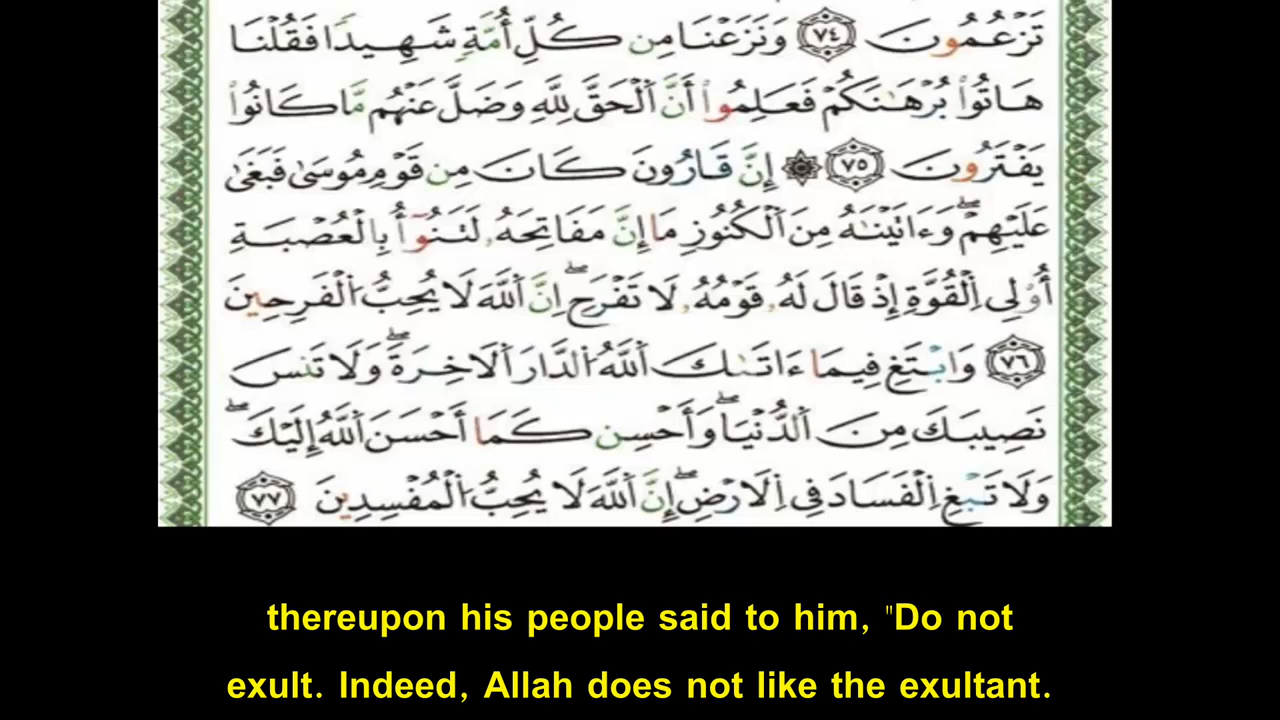 تَزْعُمُونَ ٧٤ وَنَزَعْنَا مِن كُلِّ أُمَّةٍ شَهِيدًا فَقُلْنَا
هَاتُوا۟ بُرْهَٰنَكُمْ فَعَلِمُوٓا۟ أَنَّ ٱلْحَقَّ لِلَّهِ وَضَلَّ عَنْهُم مَّا كَانُوا۟
يَفْتَرُونَ ٧٥ ۞ إِنَّ قَٰرُونَ كَانَ مِن قَوْمِ مُوسَىٰ فَبَغَىٰ
عَلَيْهِمْ ۖ وَءَاتَيْنَٰهُ مِنَ ٱلْكُنُوزِ مَآ إِنَّ مَفَاتِحَهُۥ لَتَنُوٓأُ بِٱلْعُصْبَةِ
أُو۟لِى ٱلْقُوَّةِ إِذْ قَالَ لَهُۥ قَوْمُهُۥ لَا تَفْرَحْ ۖ إِنَّ ٱللَّهَ لَا يُحِبُّ ٱلْفَرِحِينَ
٧٦ وَٱبْتَغِ فِيمَآ ءَاتَىٰكَ ٱللَّهُ ٱلدَّارَ ٱلْءَاخِرَةَ ۖ وَلَا تَنسَ
نَصِيبَكَ مِنَ ٱلدُّنْيَا ۖ وَأَحْسِن كَمَآ أَحْسَنَ ٱللَّهُ إِلَيْكَ ۖ
وَلَا تَبْغِ ٱلْفَسَادَ فِى ٱلْأَرْضِ ۖ إِنَّ ٱللَّهَ لَا يُحِبُّ ٱلْمُفْسِدِينَ ٧٧
thereupon his people said to him, "Do not
exult. Indeed, Allah does not like the exultant.